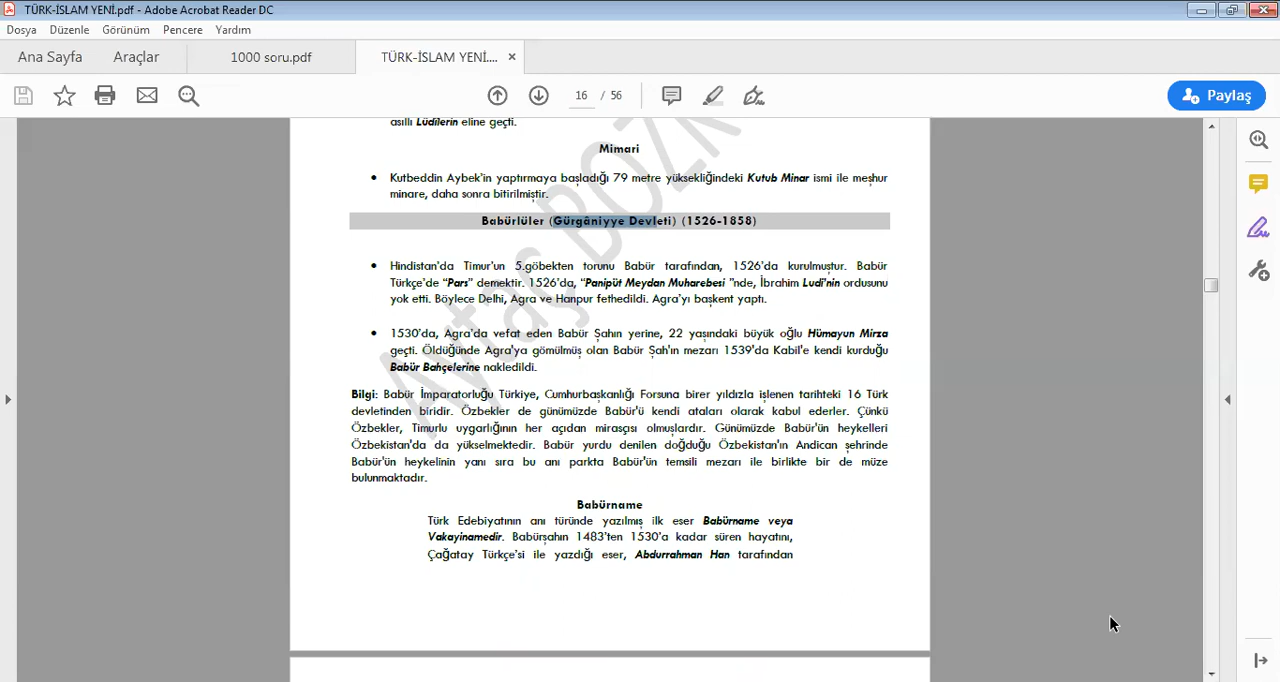 TÜRK-İSLAM YENİ.pdf - Adobe Acrobat Reader DC
Dosya Düzenle Görünüm Pencere Yardım
Ana Sayfa Araçlar 1000 soru.pdf TÜRK-İSLAM YENİ.... ×
16 / 56 Paylaş
asıllı Lûdilerin eline geçti.
Mimari
• Kutbeddin Aybek'in yaptırmaya başladığı 79 metre yüksekliğindeki Kutub Minar ismi ile meşhur
minare, daha sonra bitirilmiştir.
Babürlüler (Gürgâniyye Devleti) (1526-1858)
• Hindistan'da Timur'un 5.göbekten torunu Babür tarafından, 1526'da kurulmuştur. Babür
Türkçe'de "Pars" demektir. 1526'da, "Panipüt Meydan Muharebesi "nde, İbrahim Ludi'nin ordusunu
yok etti. Böylece Delhi, Agra ve Hanpur fethedildi. Agra'yı başkent yaptı.
• 1530'da, Agra'da vefat eden Babür Şahın yerine, 22 yaşındaki büyük oğlu Hümayun Mirza
geçti. Öldüğünde Agra'ya gömülmüş olan Babür Şah'ın mezarı 1539'da Kabil'e kendi kurduğu
Babür Bahçelerine nakledildi.
Bilgi: Babür İmparatorluğu Türkiye, Cumhurbaşkanlığı Forsuna birer yıldızla işlenen tarihteki 16 Türk
devletinden biridir. Özbekler de günümüzde Babür'ü kendi ataları olarak kabul ederler. Çünkü
Özbekler, Timurlu uygarlığının her açıdan mirasçısı olmuşlardır. Günümüzde Babür'ün heykelleri
Özbekistan'da da yükselmektedir. Babür yurdu denilen doğduğu Özbekistan'ın Andican şehrinde
Babür'ün heykelinin yanı sıra bu anı parkta Babür'ün temsili mezarı ile birlikte bir de müze
bulunmaktadır.
Babürname
Türk Edebiyatının anı türünde yazılmış ilk eser Babürname veya
Vakayinamedir. Babürşahın 1483'ten 1530'a kadar süren hayatını,
Çağatay Türkçe'si ile yazdığı eser, Abdurrahman Han tarafından
Aytaç BOZK